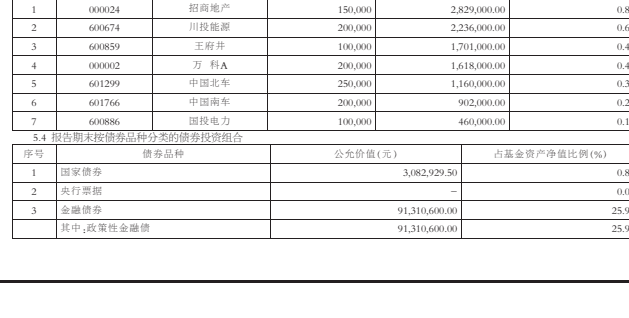 1 000024 招商地产 150,000 2,829,000.00 0.8
2 600674 川投能源 200,000 2,236,000.00 0.6
3 600859 王府井 100,000 1,701,000.00 0.4
4 000002 万 科A 200,000 1,618,000.00 0.4
5 601299 中国北车 250,000 1,160,000.00 0.3
6 601766 中国南车 200,000 902,000.00 0.2
7 600886 国投电力 100,000 460,000.00 0.1
5.4 报告期末按债券品种分类的债券投资组合
序号 债券品种 公允价值(元) 占基金资产净值比例(%)
1 国家债券 3,082,929.50 0.8
2 央行票据 – 0.0
3 金融债券 91,310,600.00 25.9
其中:政策性金融债 91,310,600.00 25.9